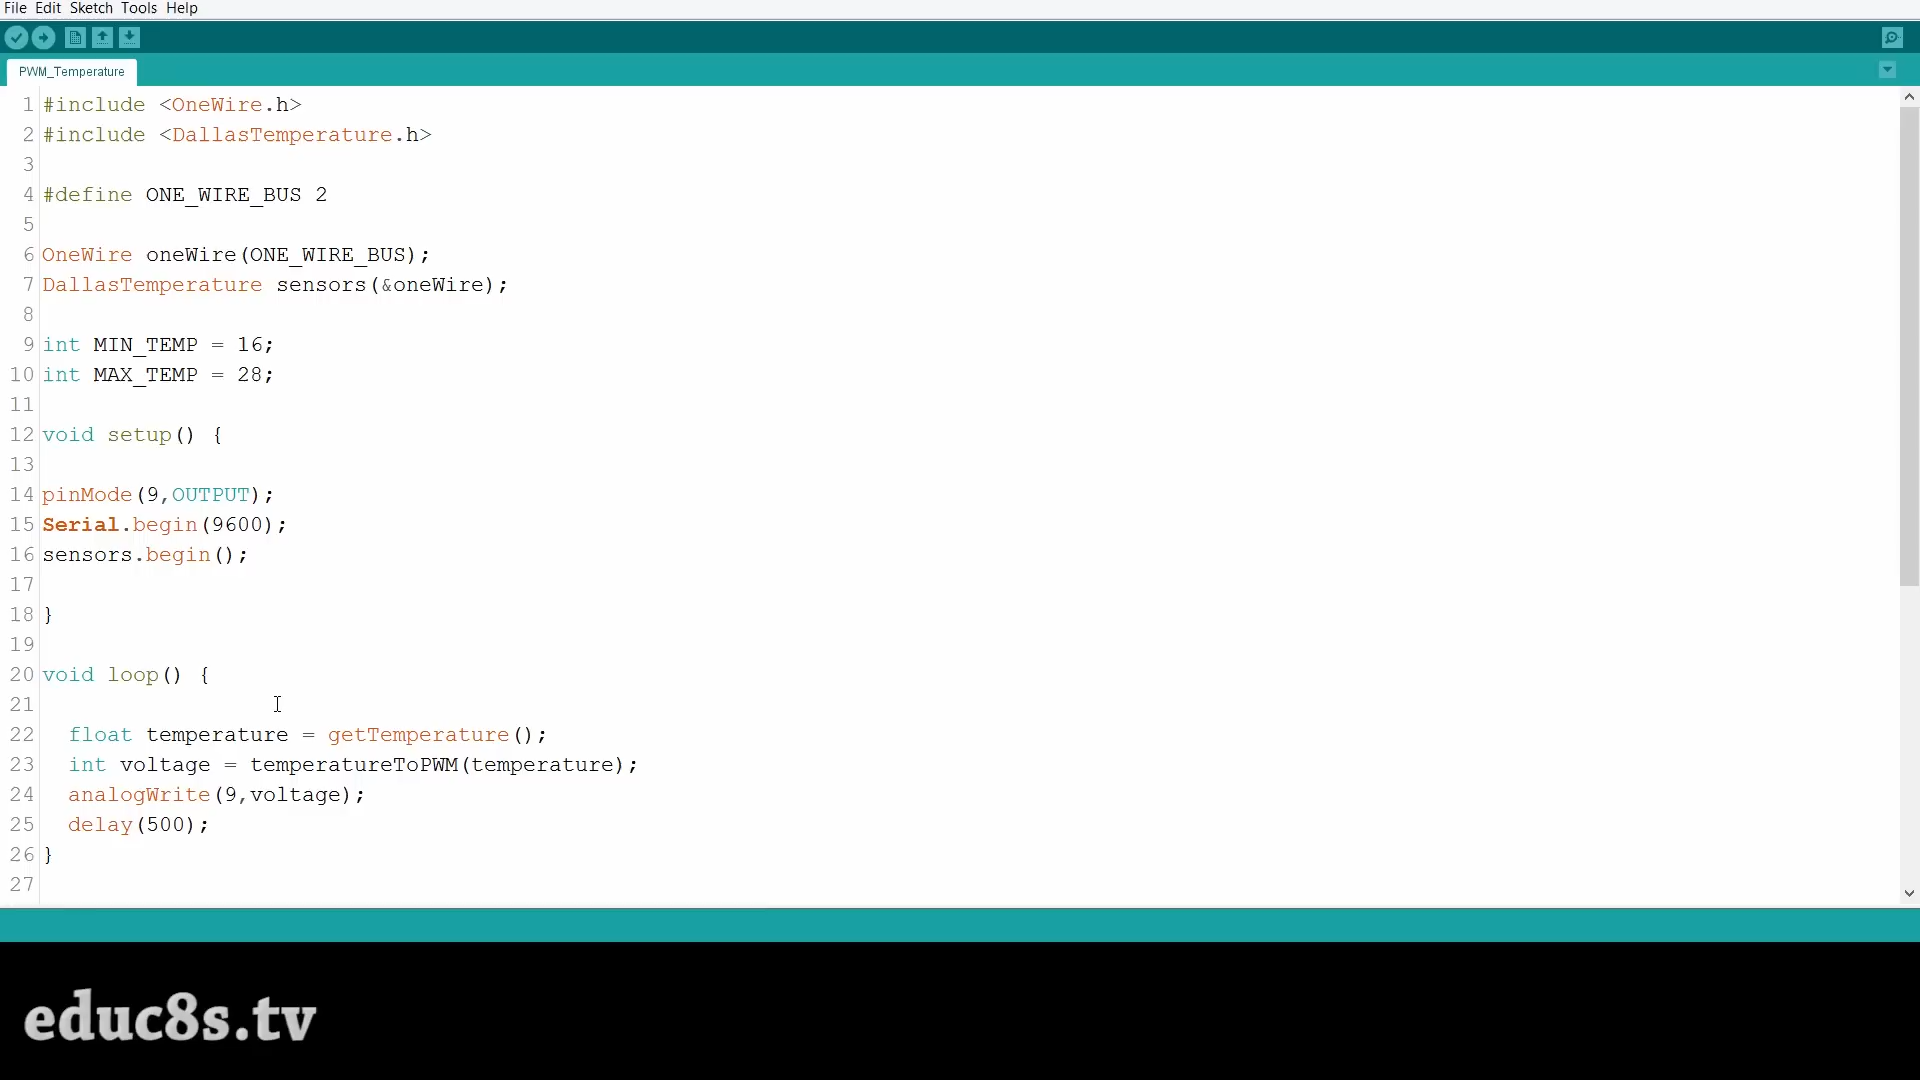 File Edit Sketch Tools Help
PWM_Temperature
1 #include <OneWire.h>
2 #include <DallasTemperature.h>
3
4 #define ONE_WIRE_BUS 2
5
6 OneWire oneWire(ONE_WIRE_BUS);
7 DallasTemperature sensors(&oneWire);
8
9 int MIN_TEMP = 16;
10 int MAX_TEMP = 28;
11
12 void setup() {
13
14 pinMode(9,OUTPUT);
15 Serial.begin(9600);
16 sensors.begin();
17
18 }
19
20 void loop() {
21
22   float temperature = getTemperature();
23   int voltage = temperatureToPWM(temperature);
24   analogWrite(9,voltage);
25   delay(500);
26 }
27
educ8s.tv